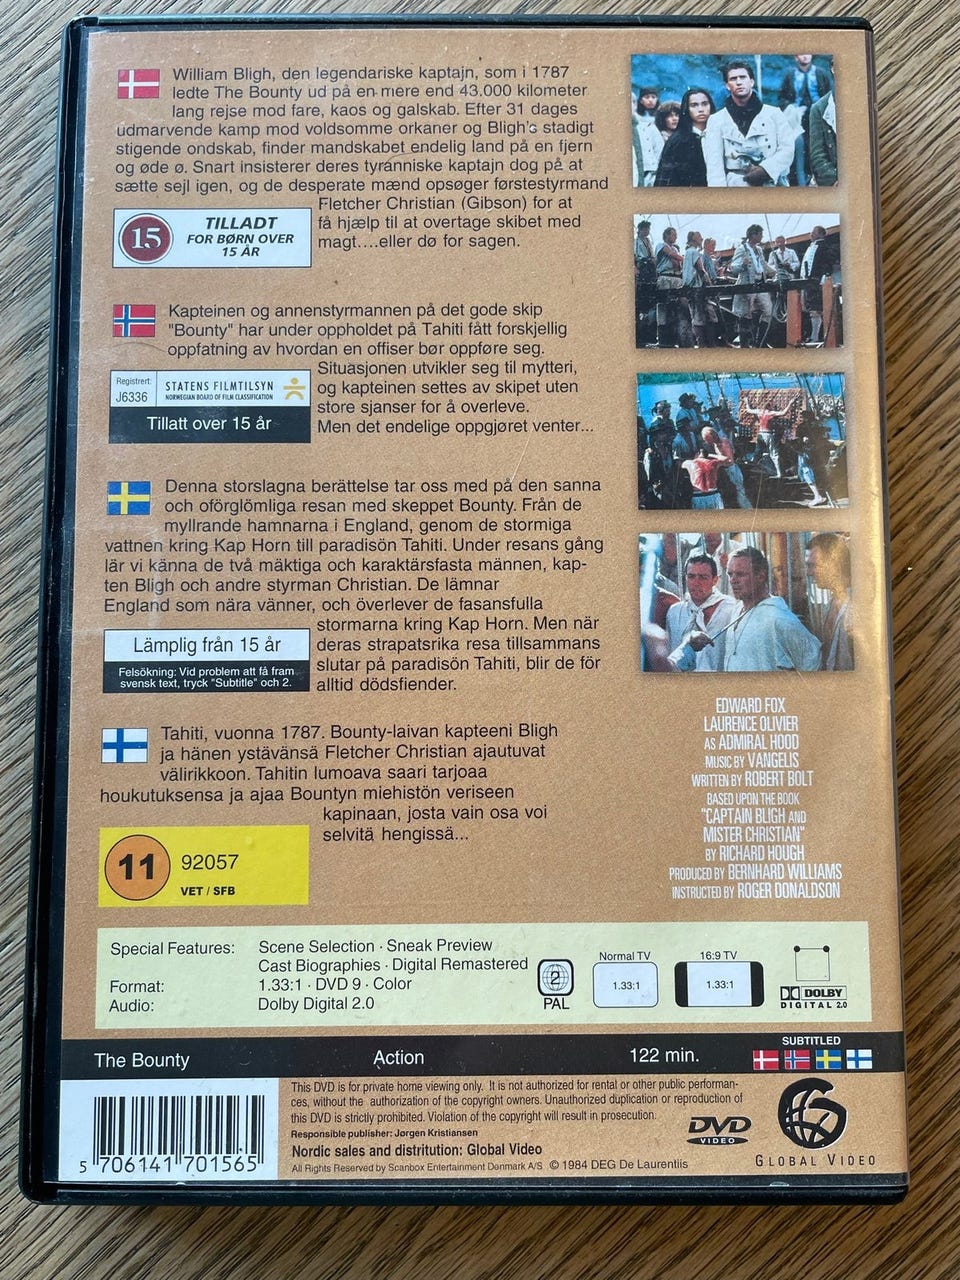 William Bligh, den legendariske kaptajn, som i 1787
ledte The Bounty ud på en mere end 43.000 kilometer
lang rejse mod fare, kaos og galskab. Efter 31 dages
udmarvende kamp mod voldsomme orkaner og Bligh's stadigt
stigende ondskab, finder mandskabet endelig land på en fjern
og øde ø. Snart insisterer deres tyranniske kaptajn dog på at
sætte sejl igen, og de desperate mænd opsøger førstestyrmand
Fletcher Christian (Gibson) for at
få hjælp til at overtage skibet med
magt....eller dø for sagen.
15
TILLADT
FOR BØRN OVER
15 ÅR
Kapteinen og annenstyrmannen på det gode skip
"Bounty" har under oppholdet på Tahiti fått forskjellig
oppfatning av hvordan en offiser bør oppføre seg.
Situasjonen utvikler seg til mytteri,
og kapteinen settes av skipet uten
store sjanser for å overleve.
Men det endelige oppgjøret venter...
Registrert:
J6336
STATENS FILMTILSYN
NORWEGIAN BOARD OF FILM CLASSIFICATION
Tillatt over 15 år
Denna storslagna berättelse tar oss med på den sanna
och oförglömliga resan med skeppet Bounty. Från de
myllrande hamnarna i England, genom de stormiga
vattnen kring Kap Horn till paradisön Tahiti. Under resans gång
lär vi känna de två mäktiga och karaktärsfasta männen, kap-
ten Bligh och andre styrman Christian. De lämnar
England som nära vänner, och överlever de fasansfulla
stormarna kring Kap Horn. Men när
deras strapatsrika resa tillsammans
slutar på paradisön Tahiti, blir de för
alltid dödsfiender.
Lämplig från 15 år
Felsökning: Vid problem att få fram
svensk text, tryck "Subtitle" och 2.
Tahiti, vuonna 1787. Bounty-laivan kapteeni Bligh
ja hänen ystävänsä Fletcher Christian ajautuvat
välirikkoon. Tahitin lumoava saari tarjoaa
houkutuksensa ja ajaa Bountyn miehistön veriseen
kapinaan, josta vain osa voi
selvitä hengissä...
11
92057
VET / SFB
EDWARD FOX
LAURENCE OLIVIER
AS ADMIRAL HOOD
MUSIC BY VANGELIS
WRITTEN BY ROBERT BOLT
BASED UPON THE BOOK
"CAPTAIN BLIGH AND
MISTER CHRISTIAN"
BY RICHARD HOUGH
PRODUCED BY BERNHARD WILLIAMS
INSTRUCTED BY ROGER DONALDSON
Special Features: Scene Selection · Sneak Preview
Cast Biographies · Digital Remastered
Format: 1.33:1 · DVD 9 · Color
Audio: Dolby Digital 2.0
2
PAL
Normal TV
1.33:1
16:9 TV
1.33:1
DOLBY
DIGITAL 2.0
The Bounty Action 122 min.
SUBTITLED
This DVD is for private home viewing only. It is not authorized for rental or other public performan-
ces, without the authorization of the copyright owners. Unauthorized duplication or reproduction of
this DVD is strictly prohibited. Violation of the copyright will result in prosecution.
Responsible publisher: Jørgen Kristiansen
Nordic sales and distritution: Global Video
All Rights Reserved by Scanbox Entertainment Denmark A/S © 1984 DEG De Laurentiis
5 706141 701565
DVD
VIDEO
GLOBAL VIDEO